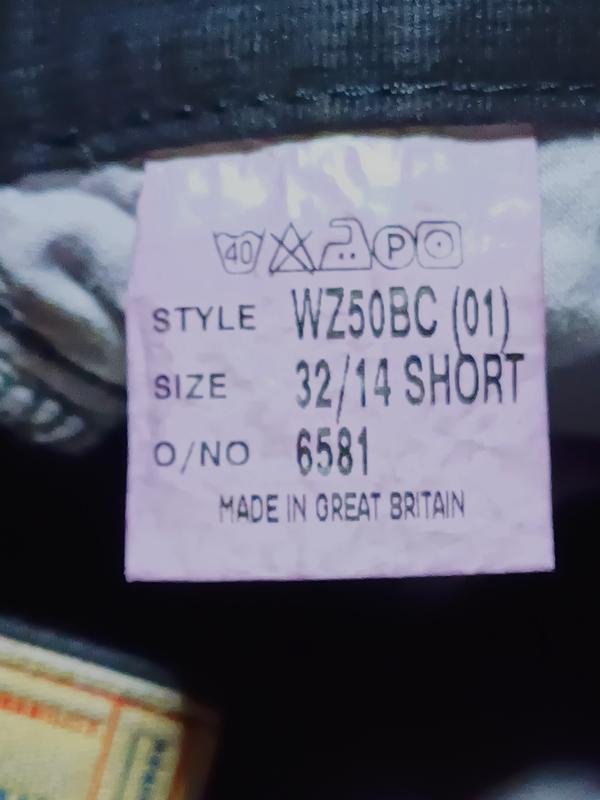 40 P
STYLE WZ50BC (01)
SIZE 32/14 SHORT
O/NO 6581
MADE IN GREAT BRITAIN